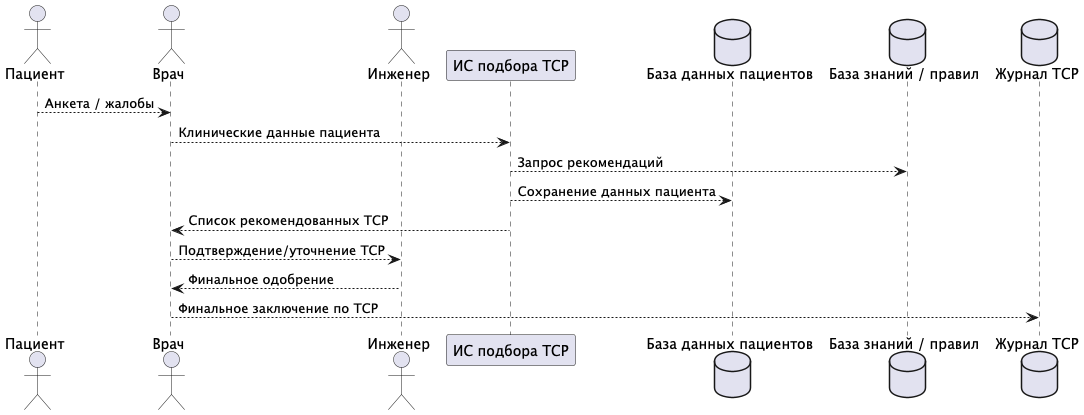 Пациент
Врач
Инженер
ИС подбора ТСР
База данных пациентов
База знаний / правил
Журнал ТСР
Анкета / жалобы
Клинические данные пациента
Запрос рекомендаций
Сохранение данных пациента
Список рекомендованных ТСР
Подтверждение/уточнение ТСР
Финальное одобрение
Финальное заключение по ТСР
Пациент
Врач
Инженер
ИС подбора ТСР
База данных пациентов
База знаний / правил
Журнал ТСР